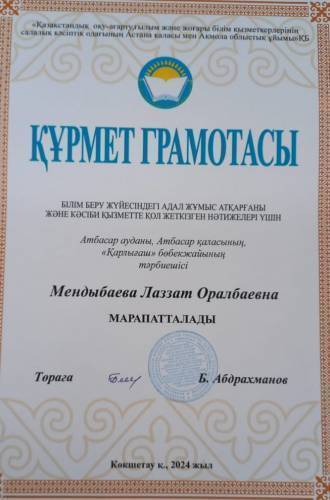 «Қазақстандық оқу-ағарту,ғылым және жоғары білім қызметкерлерінің
салалық кәсіптік одағының Астана қаласы мен Ақмола облыстық ұйымы»ҚБ
ҚҰРМЕТ ГРАМОТАСЫ
БІЛІМ БЕРУ ЖҮЙЕСІНДЕГІ АДАЛ ЖҰМЫС АТҚАРҒАНЫ
ЖӘНЕ КӘСІБИ ҚЫЗМЕТТЕ ҚОЛ ЖЕТКІЗГЕН НӘТИЖЕЛЕРІ ҮШІН
Атбасар ауданы, Атбасар қаласының,
«Қарлығаш» бөбекжайының
тәрбиешісі
Мендыбаева Лаззат Оралбаевна
МАРАПАТТАЛАДЫ
Төраға Б. Абдрахманов
Көкшетау қ., 2024 жыл